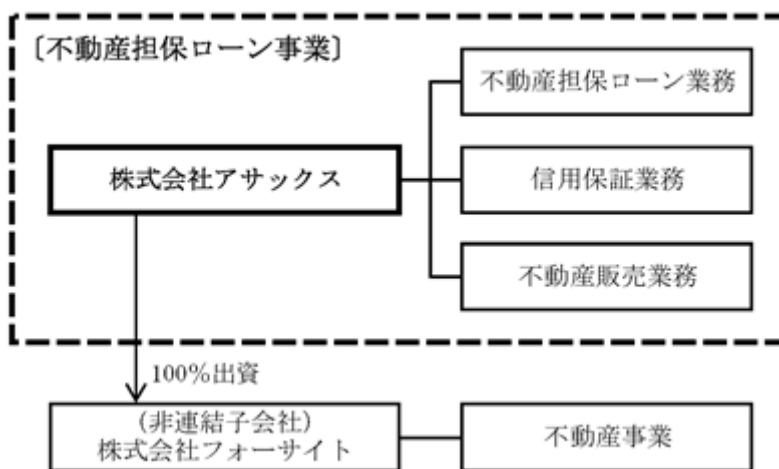 〔不動産担保ローン事業〕
不動産担保ローン業務
株式会社アサックス
信用保証業務
不動産販売業務
100％出資
(非連結子会社)
株式会社フォーサイト
不動産事業